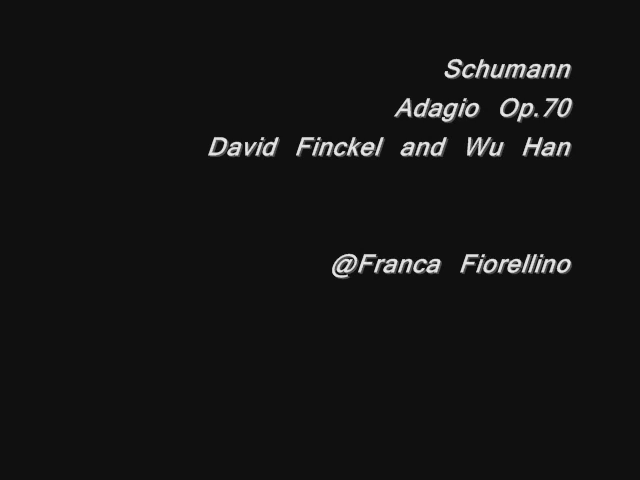 Schumann
Adagio Op.70
David Finckel and Wu Han
@Franca Fiorellino